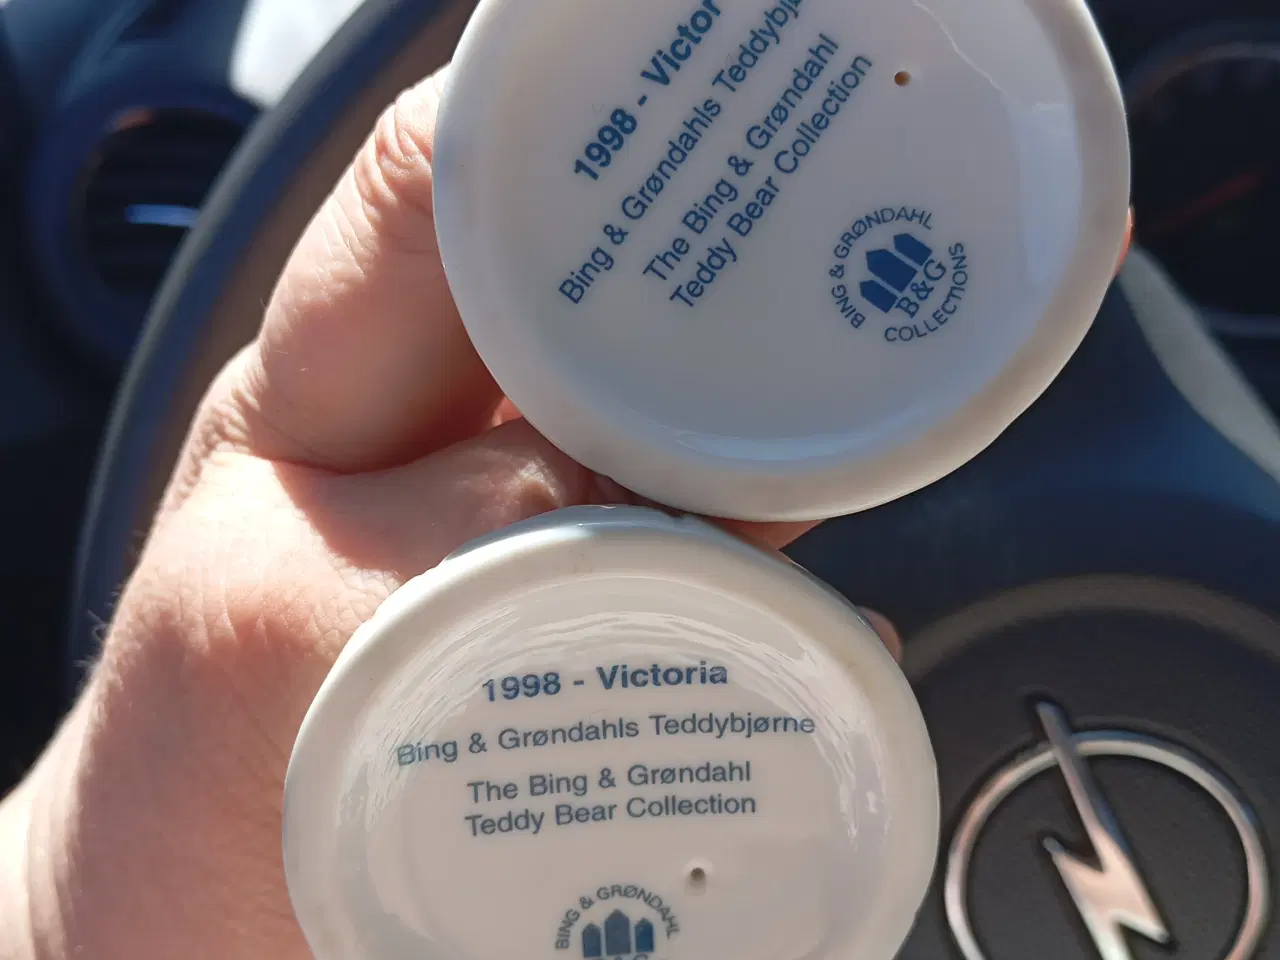 1998 - Victor
Bing & Grøndahls Teddybjø
The Bing & Grøndahl
Teddy Bear Collection
BING & GRØNDAHL
B&G
COLLECTIONS
1998 - Victoria
Bing & Grøndahls Teddybjørne
The Bing & Grøndahl
Teddy Bear Collection
BING & GRØNDAHL
B&G